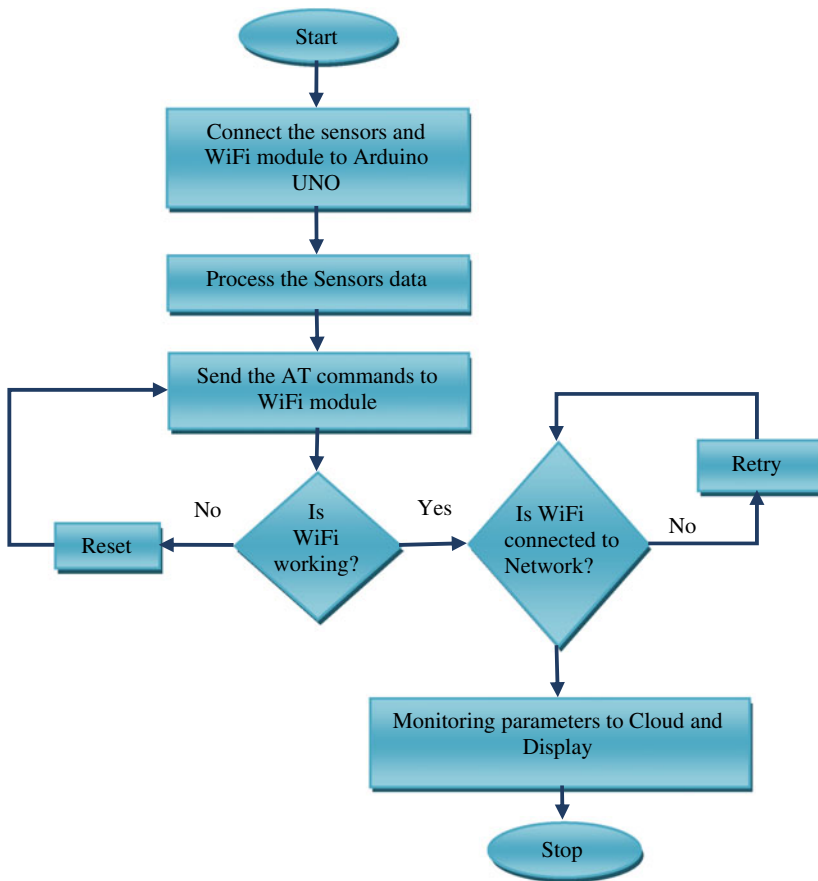 Start
Connect the sensors and
WiFi module to Arduino
UNO
Process the Sensors data
Send the AT commands to
WiFi module
No
Reset
Is
WiFi
working?
Yes
Is WiFi
connected to
Network?
No
Retry
Monitoring parameters to Cloud and
Display
Stop